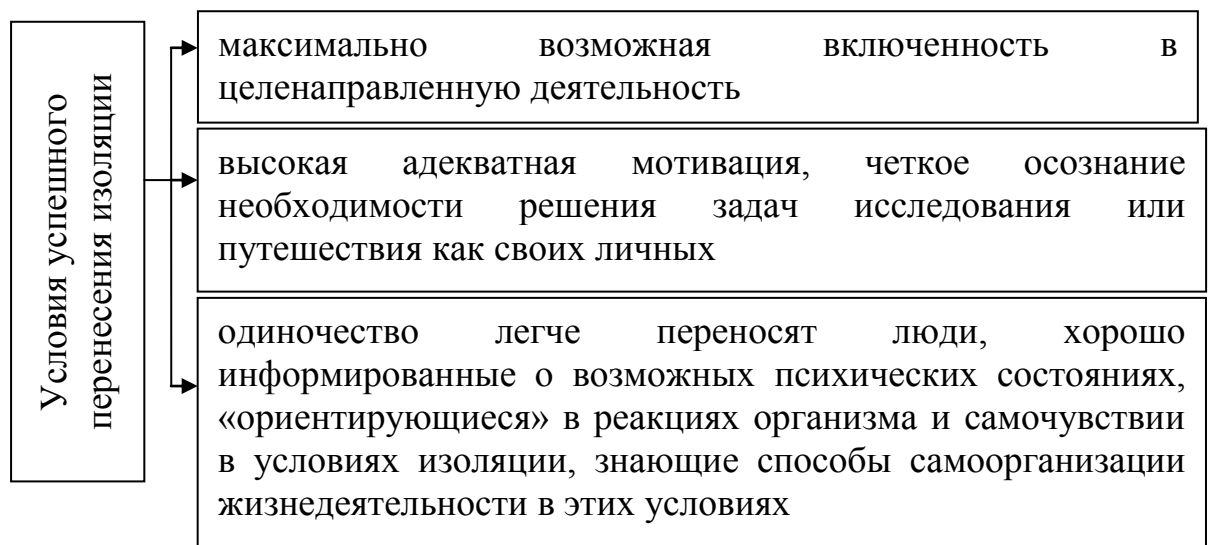 Условия успешного
перенесения изоляции
максимально возможная включенность в
целенаправленную деятельность
высокая адекватная мотивация, четкое осознание
необходимости решения задач исследования или
путешествия как своих личных
одиночество легче переносят люди, хорошо
информированные о возможных психических состояниях,
«ориентирующиеся» в реакциях организма и самочувствии
в условиях изоляции, знающие способы самоорганизации
жизнедеятельности в этих условиях